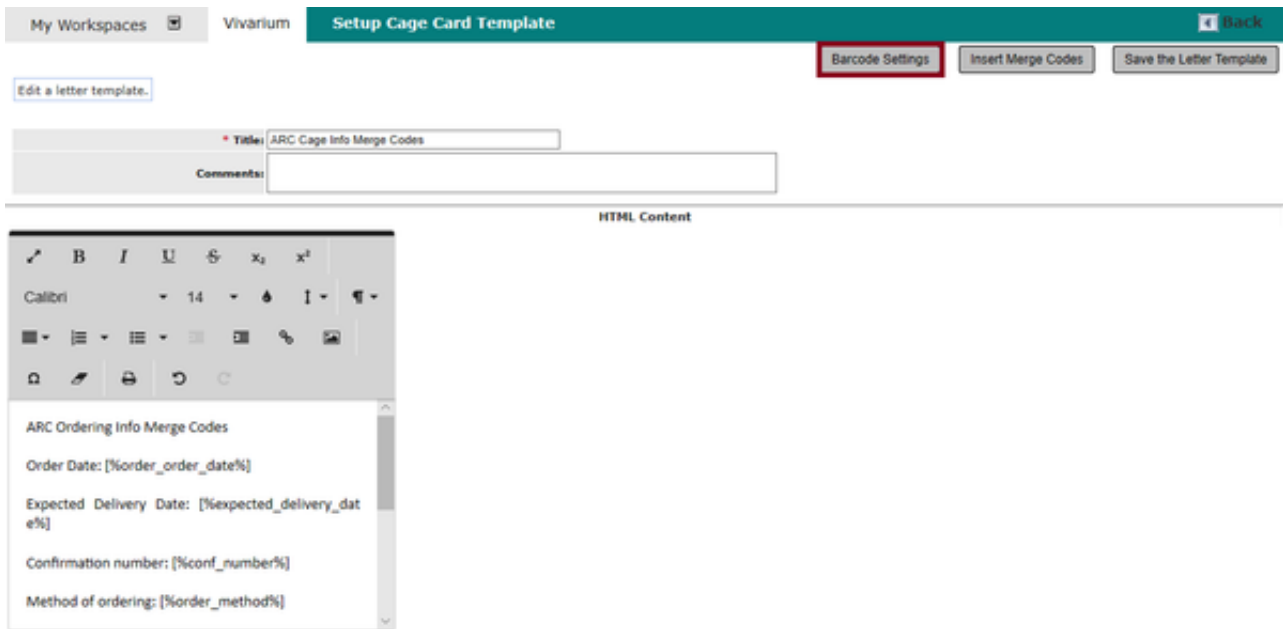 My Workspaces Vivarium Setup Cage Card Template Back
Barcode Settings Insert Merge Codes Save the Letter Template
Edit a letter template.
* Title: ARC Cage Info Merge Codes
Comments:
HTML Content
B I U S x₂ x²
Calibri 14
Ω
ARC Ordering Info Merge Codes
Order Date: [%order_order_date%]
Expected Delivery Date: [%expected_delivery_dat
e%]
Confirmation number: [%conf_number%]
Method of ordering: [%order_method%]